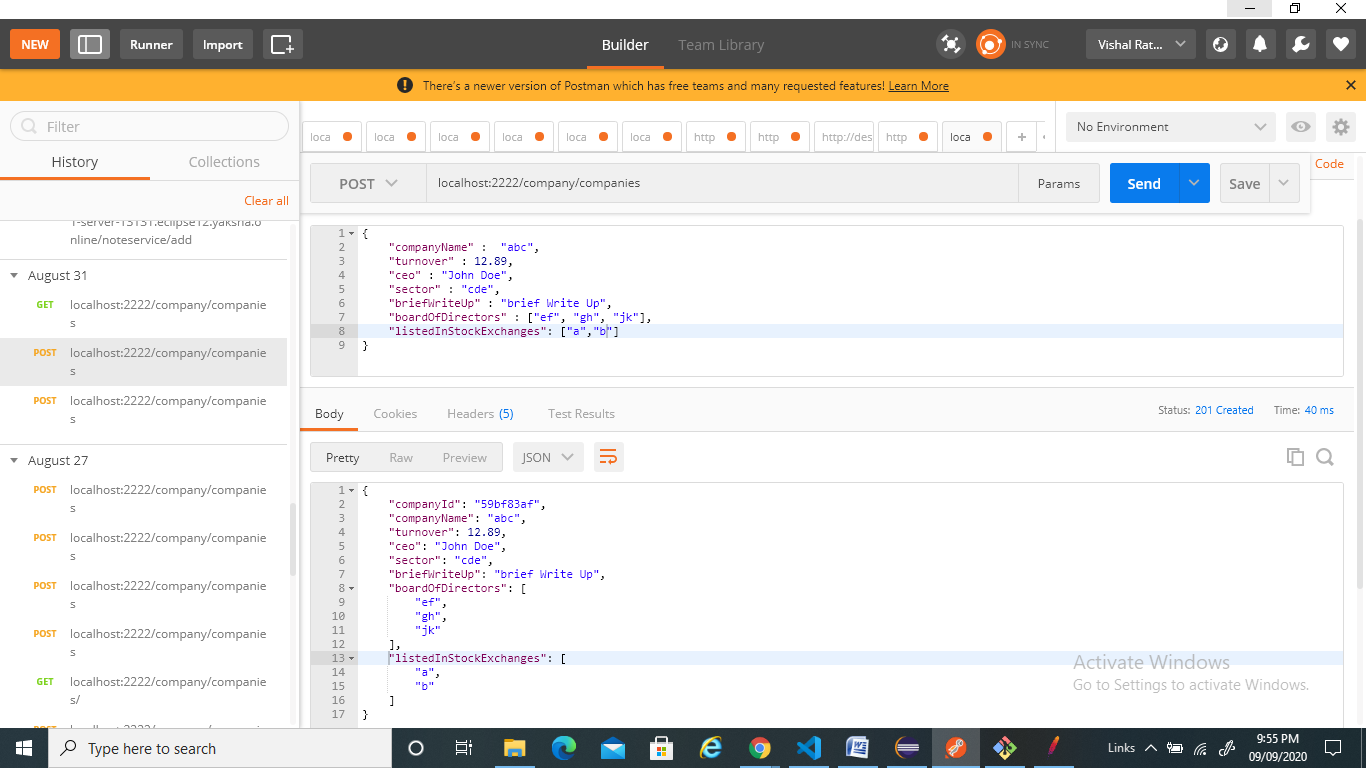 NEW Runner Import Builder Team Library IN SYNC Vishal Rat...
There's a newer version of Postman which has free teams and many requested features! Learn More
Filter
History Collections
Clear all
1-server-13131.eclipse12.yaksha.o
nline/noteservice/add
August 31
GET localhost:2222/company/companie
s
POST localhost:2222/company/companie
s
POST localhost:2222/company/companie
s
August 27
POST localhost:2222/company/companie
s
POST localhost:2222/company/companie
s
POST localhost:2222/company/companie
s
POST localhost:2222/company/companie
s
GET localhost:2222/company/companie
s/
loca loca loca loca loca loca http http http://des http loca + No Environment
POST localhost:2222/company/companies Params Send Save Code
1 {
2 "companyName" : "abc",
3 "turnover" : 12.89,
4 "ceo" : "John Doe",
5 "sector" : "cde",
6 "briefWriteUp" : "brief Write Up",
7 "boardOfDirectors" : ["ef", "gh", "jk"],
8 "listedInStockExchanges": ["a","b"]
9 }
Body Cookies Headers (5) Test Results Status: 201 Created Time: 40 ms
Pretty Raw Preview JSON
1 {
2 "companyId": "59bf83af",
3 "companyName": "abc",
4 "turnover": 12.89,
5 "ceo": "John Doe",
6 "sector": "cde",
7 "briefWriteUp": "brief Write Up",
8 "boardOfDirectors": [
9 "ef",
10 "gh",
11 "jk"
12 ],
13 "listedInStockExchanges": [
14 "a",
15 "b"
16 ]
17 }
Activate Windows
Go to Settings to activate Windows.
Type here to search Links 9:55 PM
09/09/2020